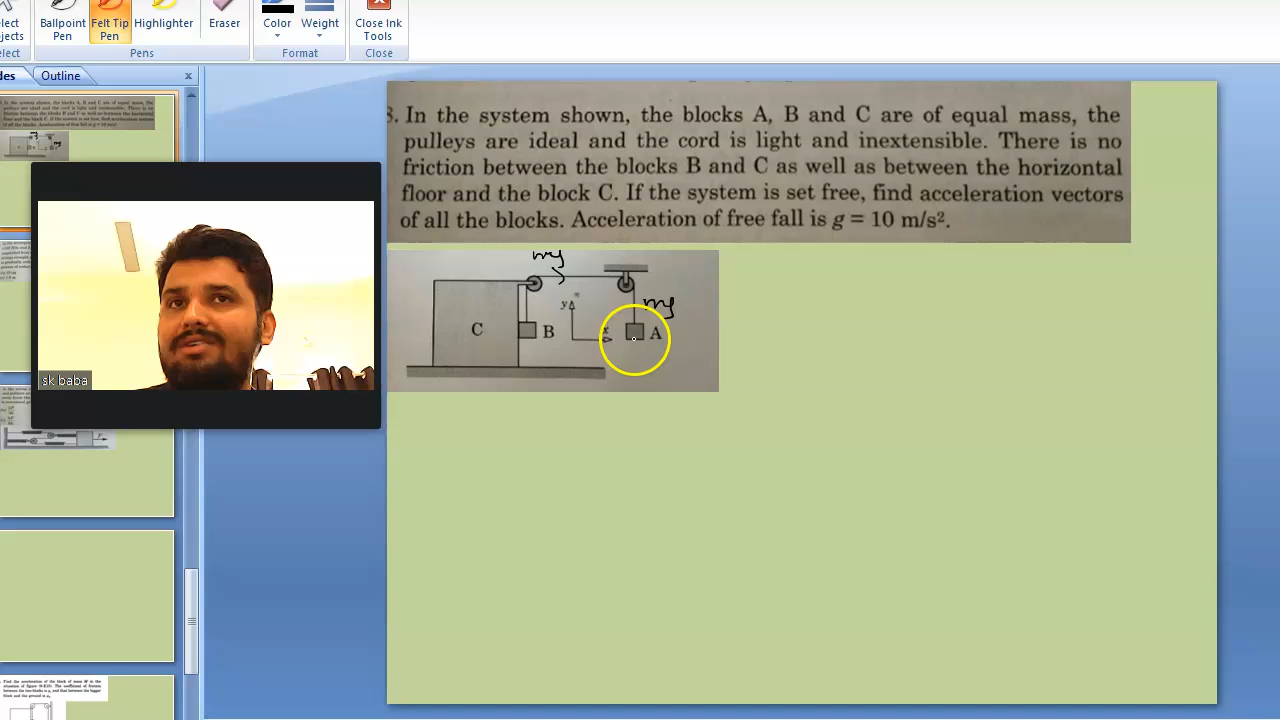 Ballpoint Pen
Felt Tip Pen
Highlighter
Eraser
Color
Weight
Close Ink Tools
Pens
Format
Close
Outline
. In the system shown, the blocks A, B and C are of equal mass, the
pulleys are ideal and the cord is light and inextensible. There is no
friction between the blocks B and C as well as between the horizontal
floor and the block C. If the system is set free, find acceleration vectors
of all the blocks. Acceleration of free fall is g = 10 m/s².
mg
mg
y
x
C
B
A
sk baba